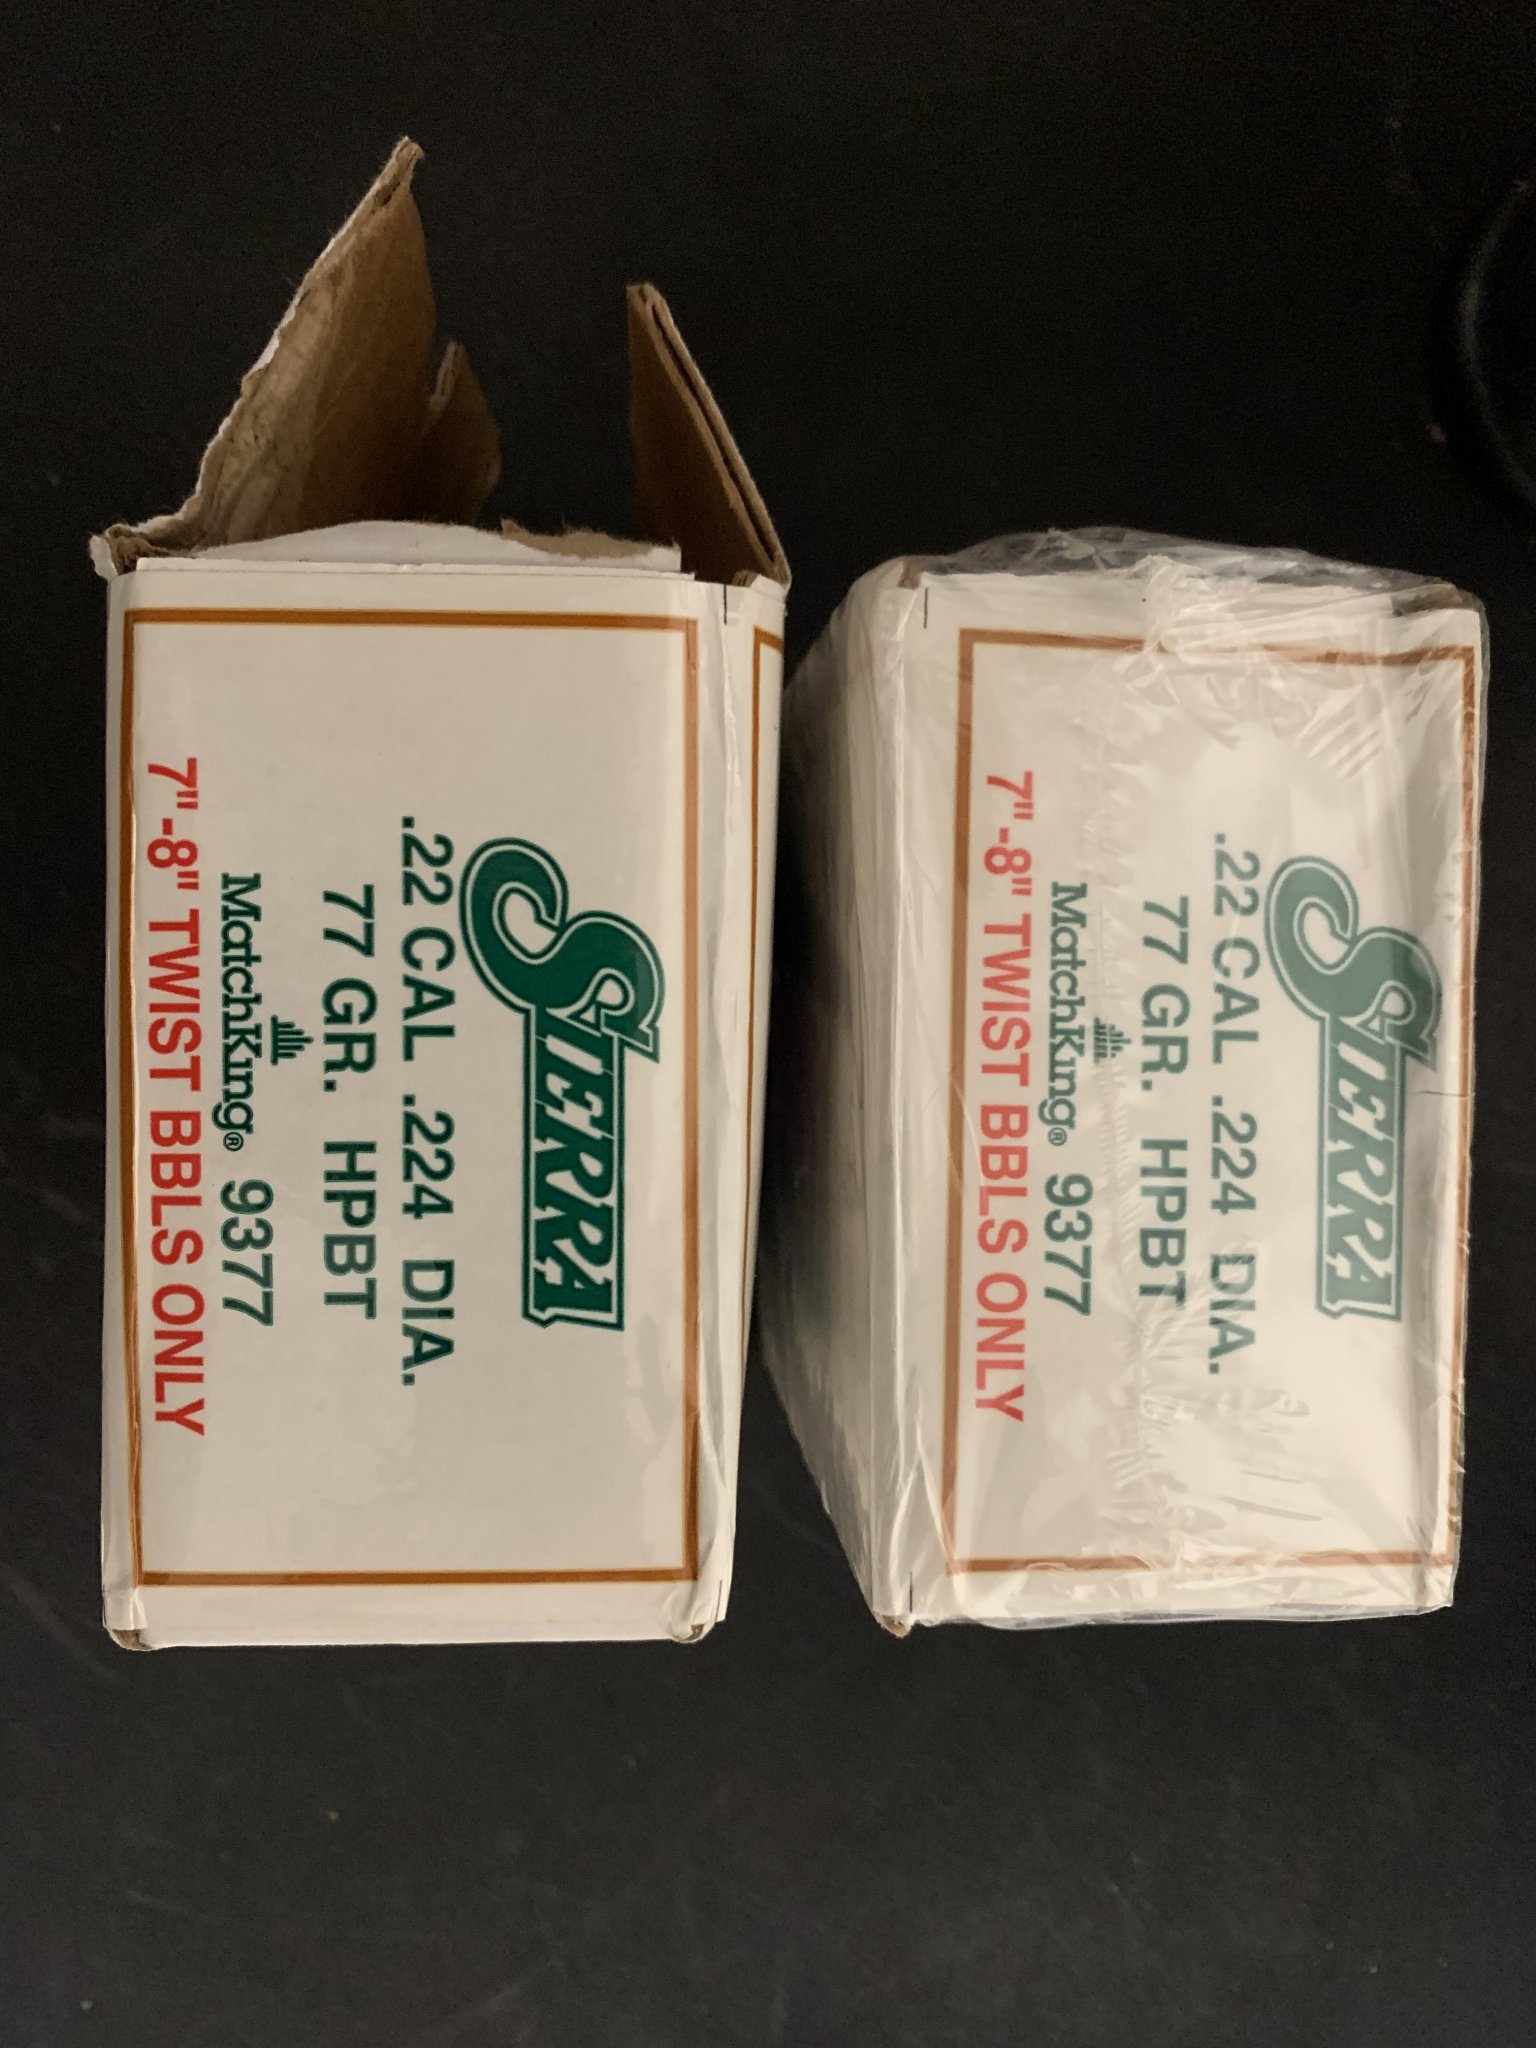 SIERRA
.22 CAL .224 DIA.
77 GR. HPBT
MatchKing® 9377
7"-8" TWIST BBLS ONLY
SIERRA
.22 CAL .224 DIA.
77 GR. HPBT
MatchKing® 9377
7"-8" TWIST BBLS ONLY